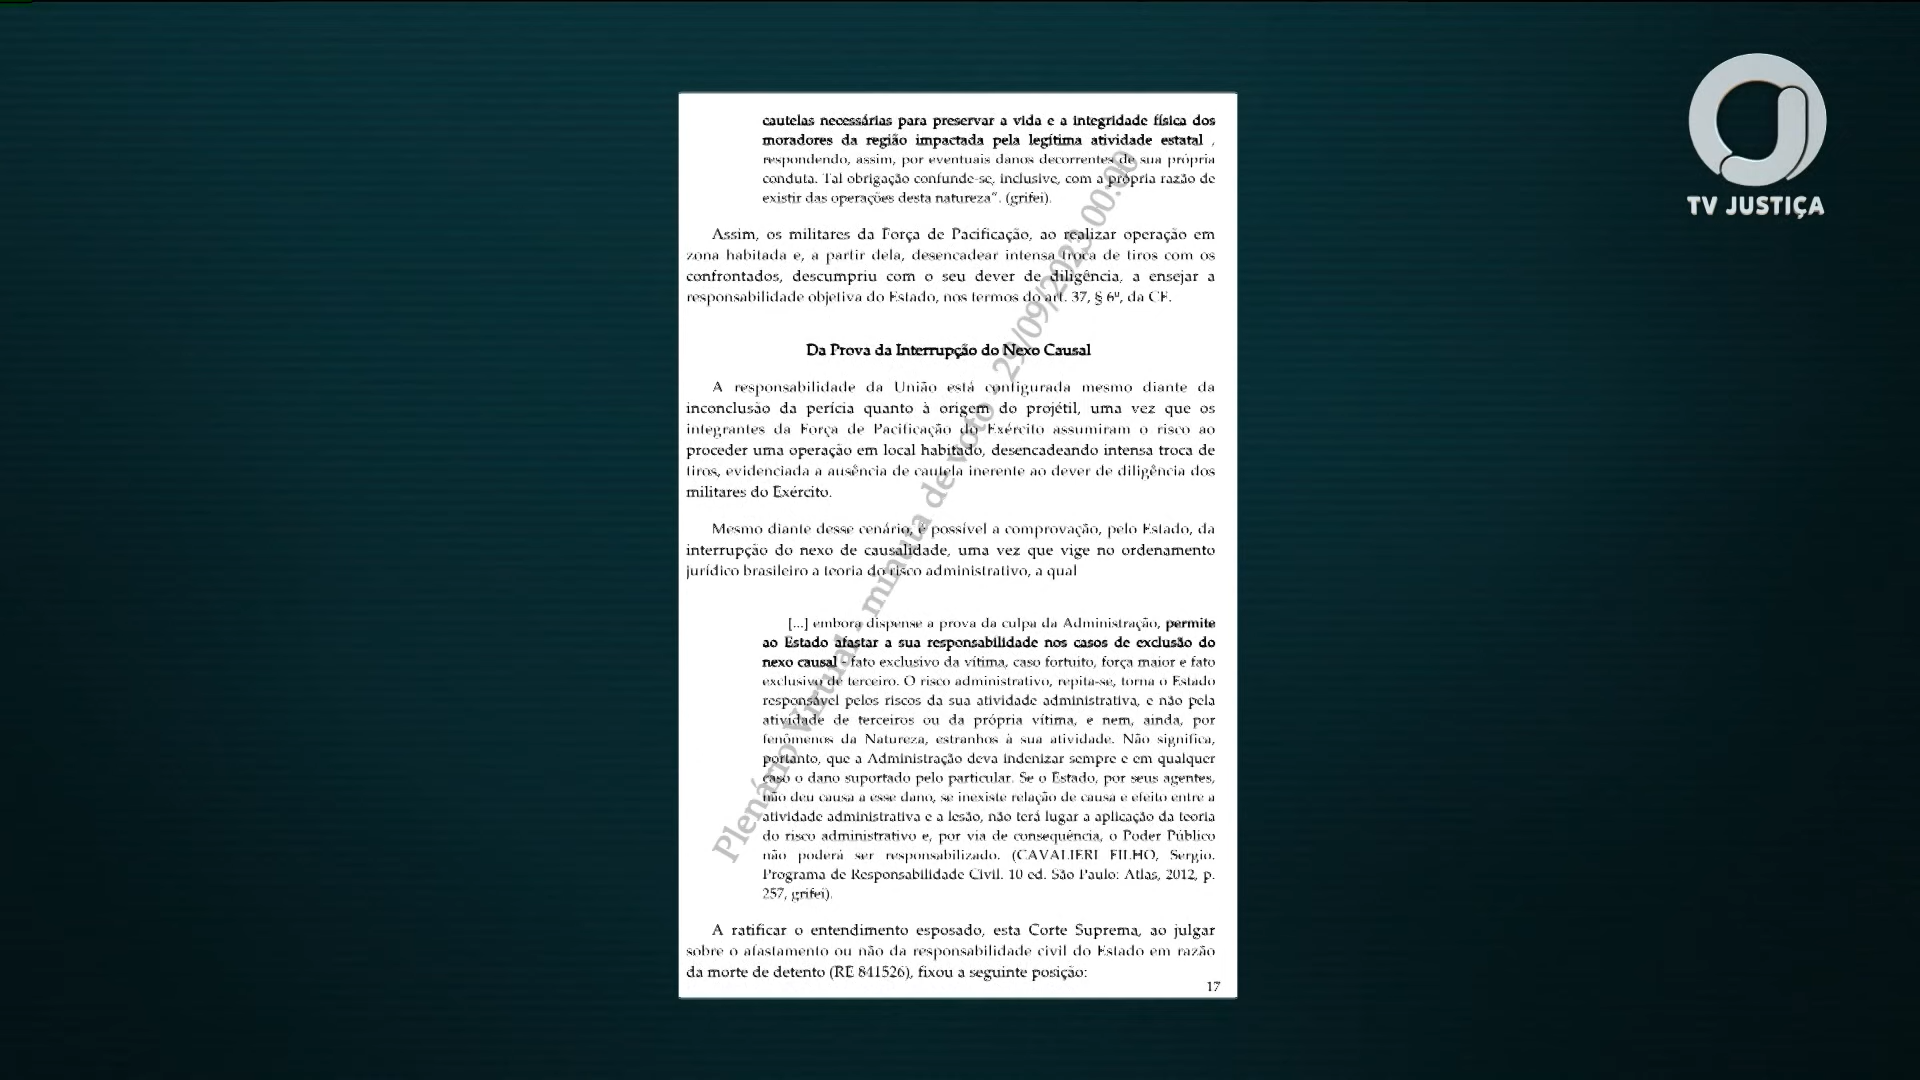 TV JUSTIÇA
cautelas necessárias para preservar a vida e a integridade física dos
moradores da região impactada pela legítima atividade estatal ,
respondendo, assim, por eventuais danos decorrentes de sua própria
conduta. Tal obrigação confunde-se, inclusive, com a própria razão de
existir das operações desta natureza”. (grifei).
Assim, os militares da Força de Pacificação, ao realizar operação em
zona habitada e, a partir dela, desencadear intensa troca de tiros com os
confrontados, descumpriu com o seu dever de diligência, a ensejar a
responsabilidade objetiva do Estado, nos termos do art. 37, § 6º, da CF.
Da Prova da Interrupção do Nexo Causal
A responsabilidade da União está configurada mesmo diante da
inconclusão da perícia quanto à origem do projétil, uma vez que os
integrantes da Força de Pacificação do Exército assumiram o risco ao
proceder uma operação em local habitado, desencadeando intensa troca de
tiros, evidenciada a ausência de cautela inerente ao dever de diligência dos
militares do Exército.
Mesmo diante desse cenário, é possível a comprovação, pelo Estado, da
interrupção do nexo de causalidade, uma vez que vige no ordenamento
jurídico brasileiro a teoria do risco administrativo, a qual
[...] embora dispense a prova da culpa da Administração, permite
ao Estado afastar a sua responsabilidade nos casos de exclusão do
nexo causal - fato exclusivo da vítima, caso fortuito, força maior e fato
exclusivo de terceiro. O risco administrativo, repita-se, torna o Estado
responsável pelos riscos da sua atividade administrativa, e não pela
atividade de terceiros ou da própria vítima, e nem, ainda, por
fenômenos da Natureza, estranhos à sua atividade. Não significa,
portanto, que a Administração deva indenizar sempre e em qualquer
caso o dano suportado pelo particular. Se o Estado, por seus agentes,
não deu causa a esse dano, se inexiste relação de causa e efeito entre a
atividade administrativa e a lesão, não terá lugar a aplicação da teoria
do risco administrativo e, por via de consequência, o Poder Público
não poderá ser responsabilizado. (CAVALIERI FILHO, Sergio.
Programa de Responsabilidade Civil. 10 ed. São Paulo: Atlas, 2012, p.
257, grifei).
A ratificar o entendimento esposado, esta Corte Suprema, ao julgar
sobre o afastamento ou não da responsabilidade civil do Estado em razão
da morte de detento (RE 841526), fixou a seguinte posição:
17
Plenário Virtual - minuta de voto - 29/09/2023 00:00